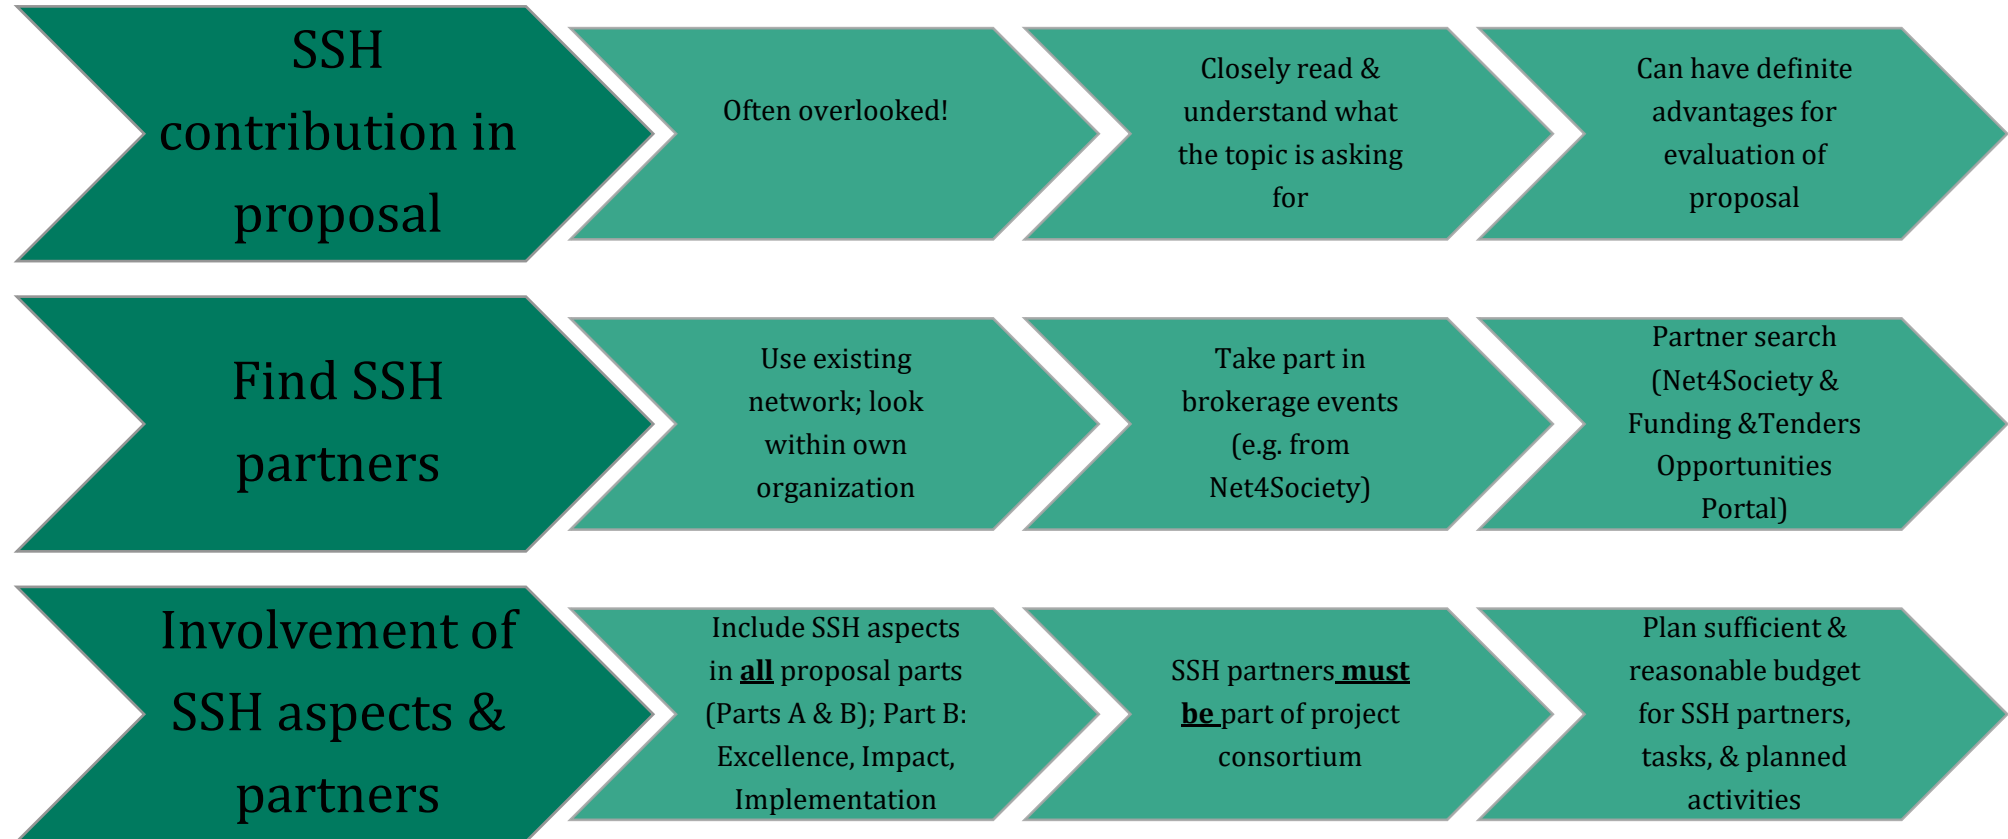 SSH
contribution in
proposal
Often overlooked!
Closely read &
understand what
the topic is asking
for
Can have definite
advantages for
evaluation of
proposal
Find SSH
partners
Use existing
network; look
within own
organization
Take part in
brokerage events
(e.g. from
Net4Society)
Partner search
(Net4Society &
Funding &Tenders
Opportunities
Portal)
Involvement of
SSH aspects &
partners
Include SSH aspects
in all proposal parts
(Parts A & B); Part B:
Excellence, Impact,
Implementation
SSH partners must
be part of project
consortium
Plan sufficient &
reasonable budget
for SSH partners,
tasks, & planned
activities